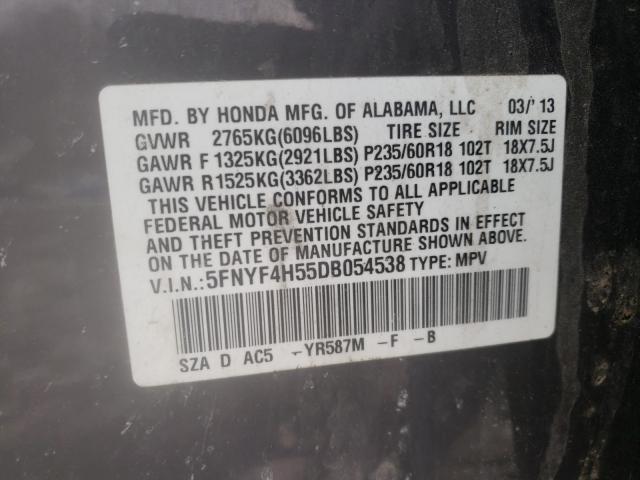 MFD. BY HONDA MFG. OF ALABAMA, LLC 03/'13
GVWR 2765KG(6096LBS) TIRE SIZE RIM SIZE
GAWR F 1325KG(2921LBS) P235/60R18 102T 18X7.5J
GAWR R1525KG(3362LBS) P235/60R18 102T 18X7.5J
THIS VEHICLE CONFORMS TO ALL APPLICABLE
FEDERAL MOTOR VEHICLE SAFETY
AND THEFT PREVENTION STANDARDS IN EFFECT
ON THE DATE OF MANUFACTURE SHOWN ABOVE.
V.I.N.: 5FNYF4H55DB054538 TYPE: MPV
SZA D AC5 -YR587M -F -B